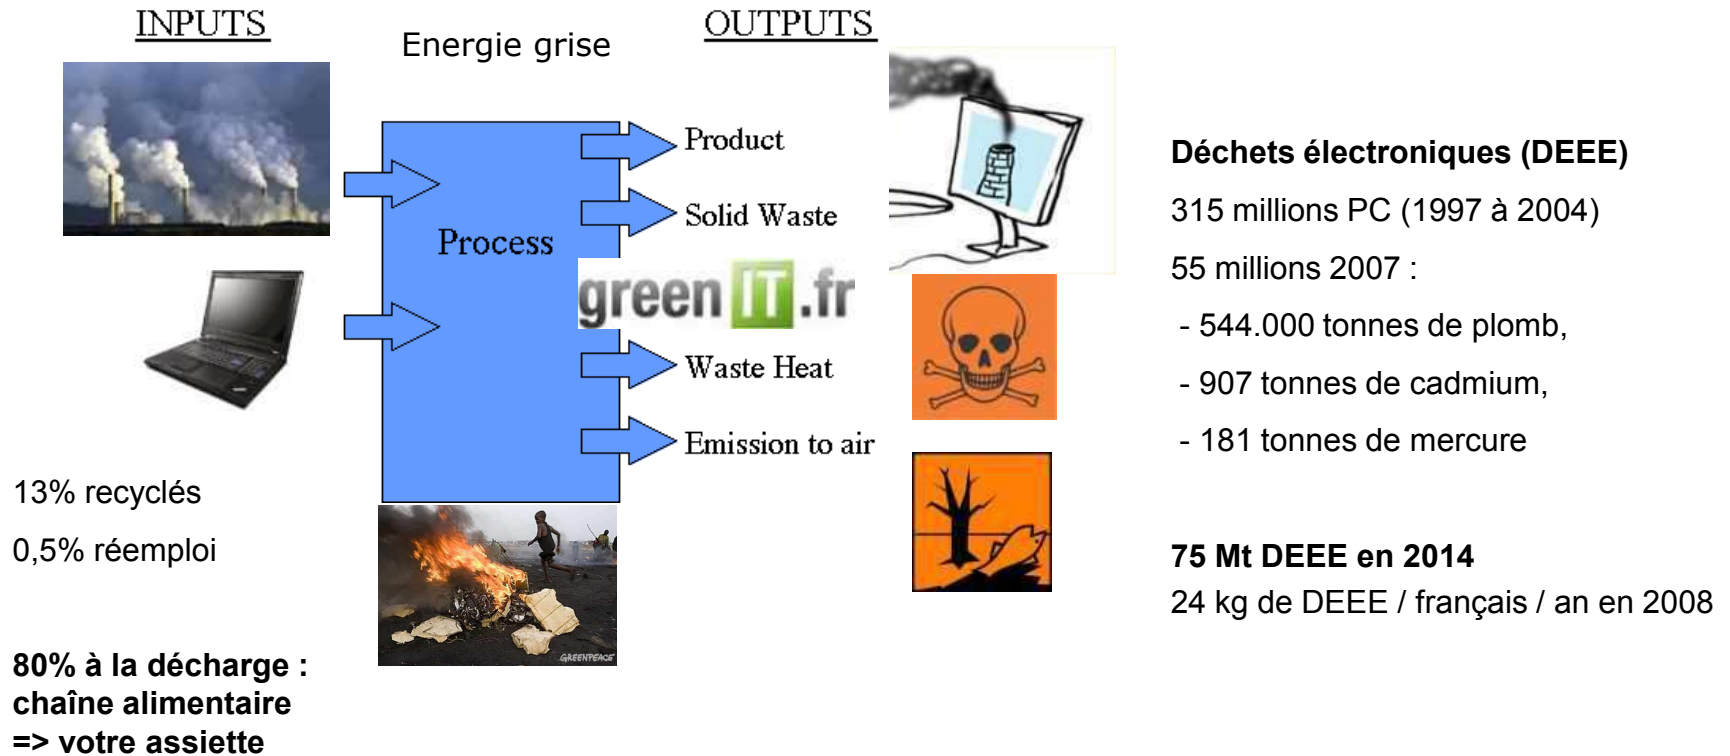 INPUTS
Energie grise
OUTPUTS
Product
Solid Waste
Process
greenIT.fr
Waste Heat
Emission to air
GREENPEACE
13% recyclés
0,5% réemploi
80% à la décharge :
chaîne alimentaire
=> votre assiette
Déchets électroniques (DEEE)
315 millions PC (1997 à 2004)
55 millions 2007 :
- 544.000 tonnes de plomb,
- 907 tonnes de cadmium,
- 181 tonnes de mercure
75 Mt DEEE en 2014
24 kg de DEEE / français / an en 2008